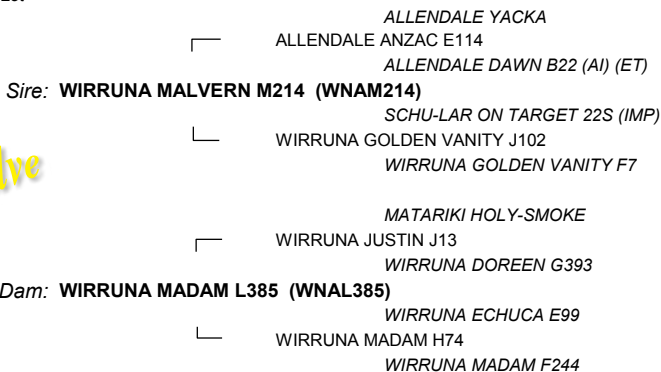 ALLENDALE YACKA
ALLENDALE ANZAC E114
ALLENDALE DAWN B22 (AI) (ET)
Sire: WIRRUNA MALVERN M214 (WNAM214)
SCHU-LAR ON TARGET 22S (IMP)
WIRRUNA GOLDEN VANITY J102
WIRRUNA GOLDEN VANITY F7
MATARIKI HOLY-SMOKE
WIRRUNA JUSTIN J13
WIRRUNA DOREEN G393
Dam: WIRRUNA MADAM L385 (WNAL385)
WIRRUNA ECHUCA E99
WIRRUNA MADAM H74
WIRRUNA MADAM F244